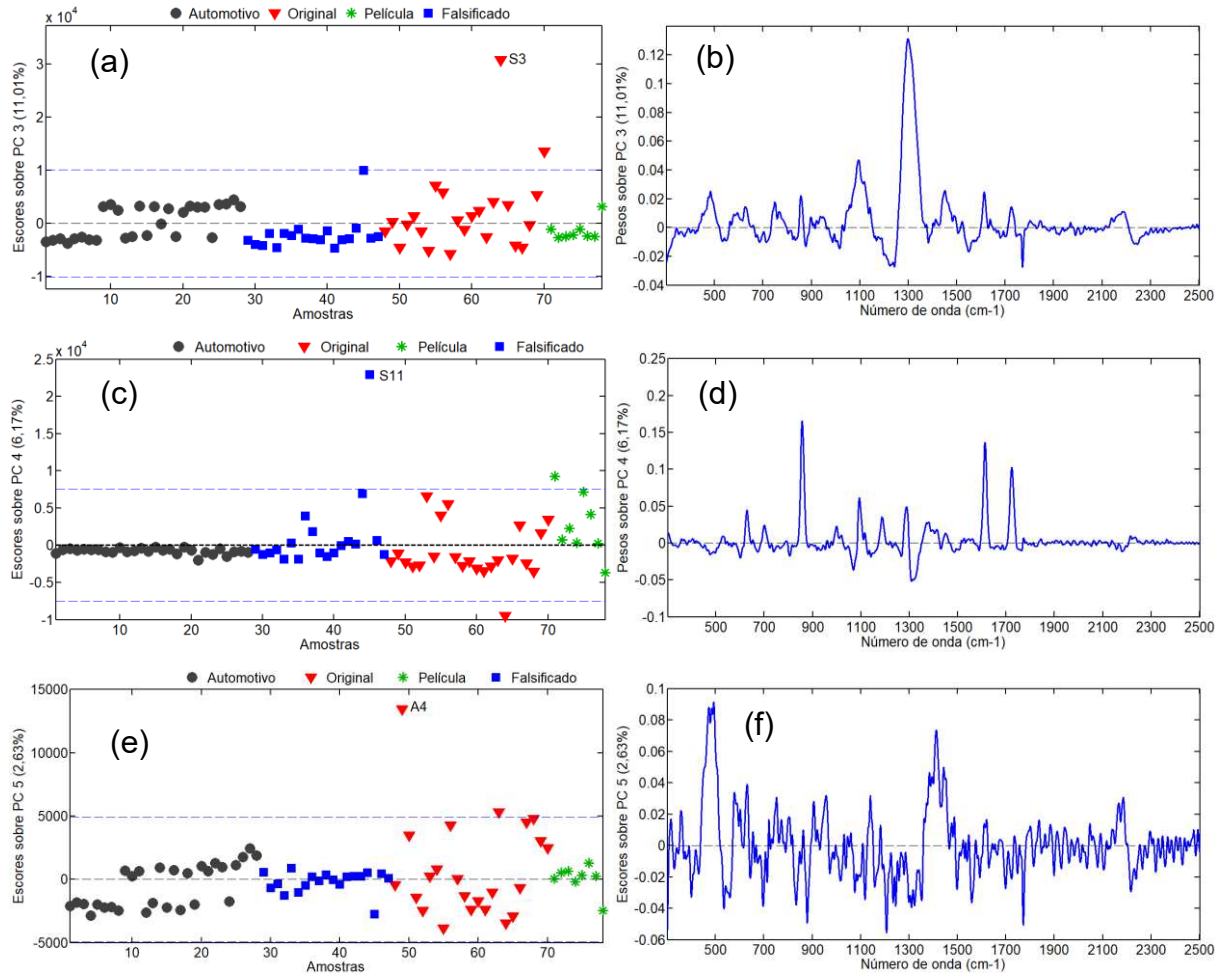 x 10⁴
Automotivo Original Película Falsificado
(a)
S3
3
2
1
0
-1
10 20 30 40 50 60 70
Amostras
Escores sobre PC 3 (11,01%)
(b)
0.12
0.1
0.08
0.06
0.04
0.02
0
-0.02
-0.04
500 700 900 1100 1300 1500 1700 1900 2100 2300 2500
Número de onda (cm-1)
Pesos sobre PC 3 (11,01%)
x 10⁴
Automotivo Original Película Falsificado
(c)
S11
2.5
2
1.5
1
0.5
0
-0.5
-1
10 20 30 40 50 60 70
Amostras
Escores sobre PC 4 (6,17%)
(d)
0.25
0.2
0.15
0.1
0.05
0
-0.05
-0.1
500 700 900 1100 1300 1500 1700 1900 2100 2300 2500
Número de onda (cm-1)
Pesos sobre PC 4 (6,17%)
Automotivo Original Película Falsificado
(e)
A4
15000
10000
5000
0
-5000
10 20 30 40 50 60 70
Amostras
Escores sobre PC 5 (2,63%)
(f)
0.1
0.08
0.06
0.04
0.02
0
-0.02
-0.04
-0.06
500 700 900 1100 1300 1500 1700 1900 2100 2300 2500
Número de onda (cm-1)
Escores sobre PC 5 (2,63%)